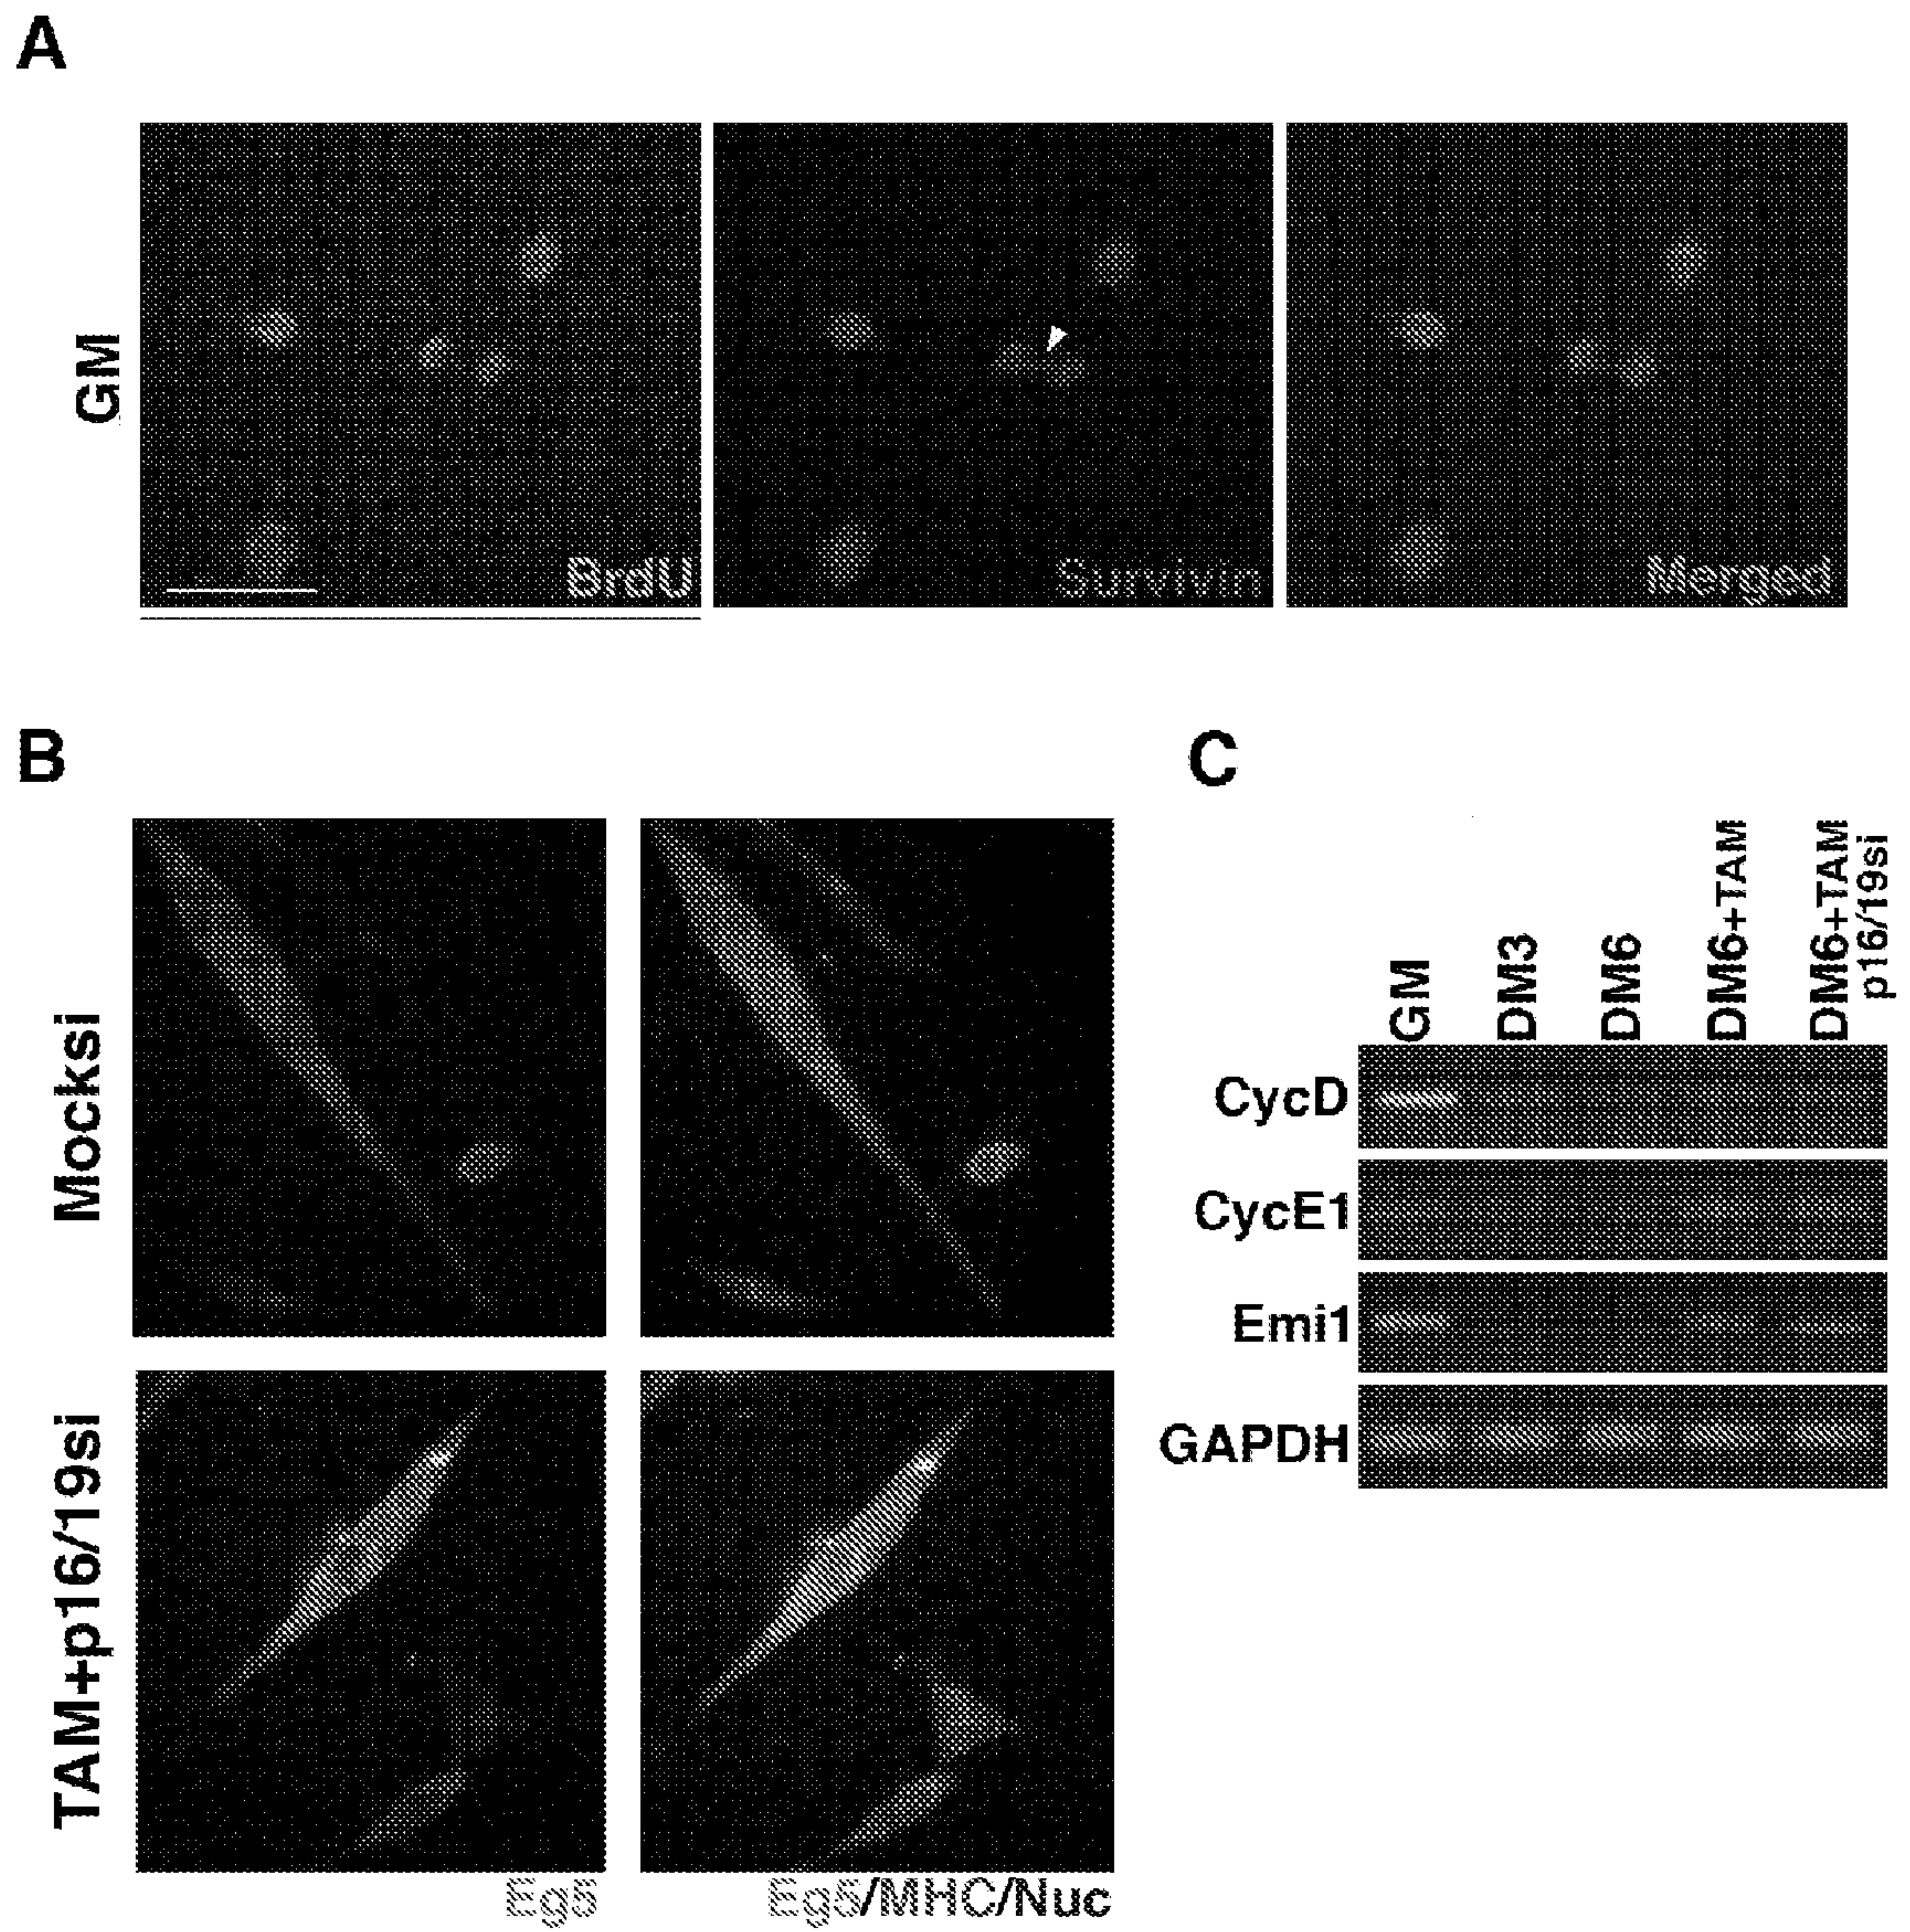 A
GM
BrdU
Survivin
Merged
B
Mocksi
TAM+p16/19si
Eg5
Eg5/MHC/Nuc
C
GM
DM3
DM6
DM6+TAM
DM6+TAM
p16/19si
CycD
CycE1
Emi1
GAPDH